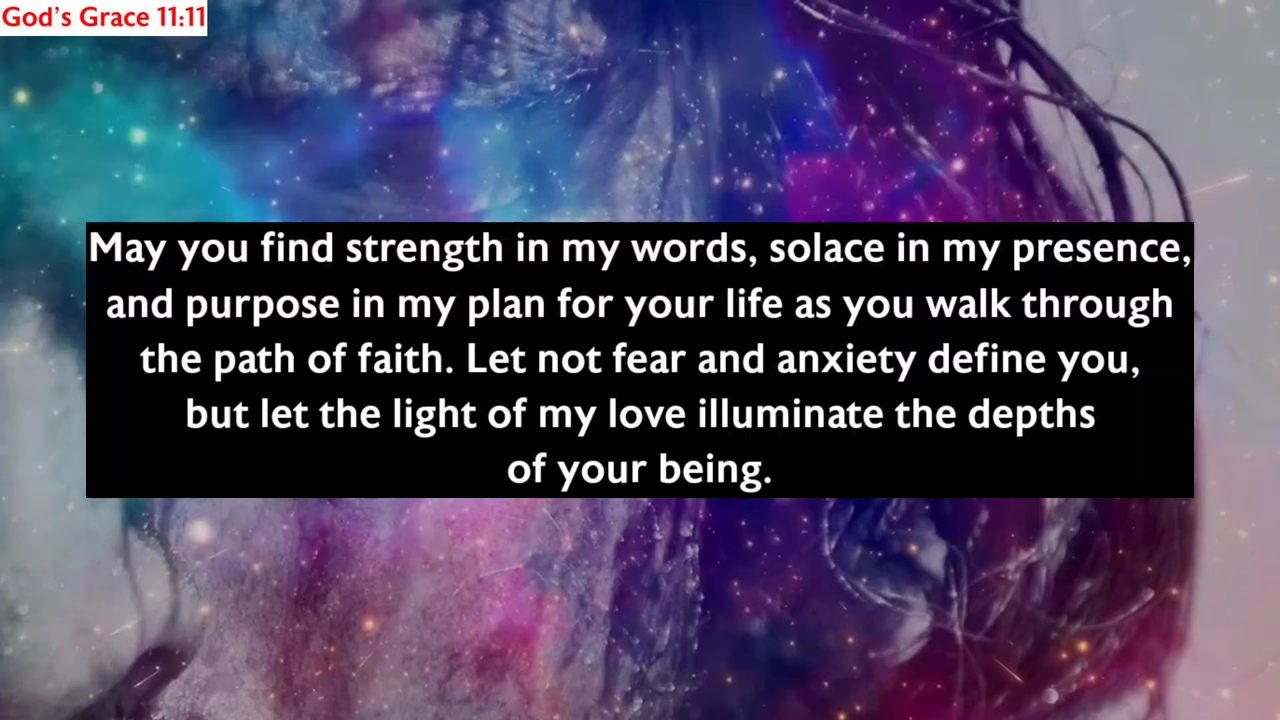 God's Grace 11:11
May you find strength in my words, solace in my presence,
and purpose in my plan for your life as you walk through
the path of faith. Let not fear and anxiety define you,
but let the light of my love illuminate the depths
of your being.